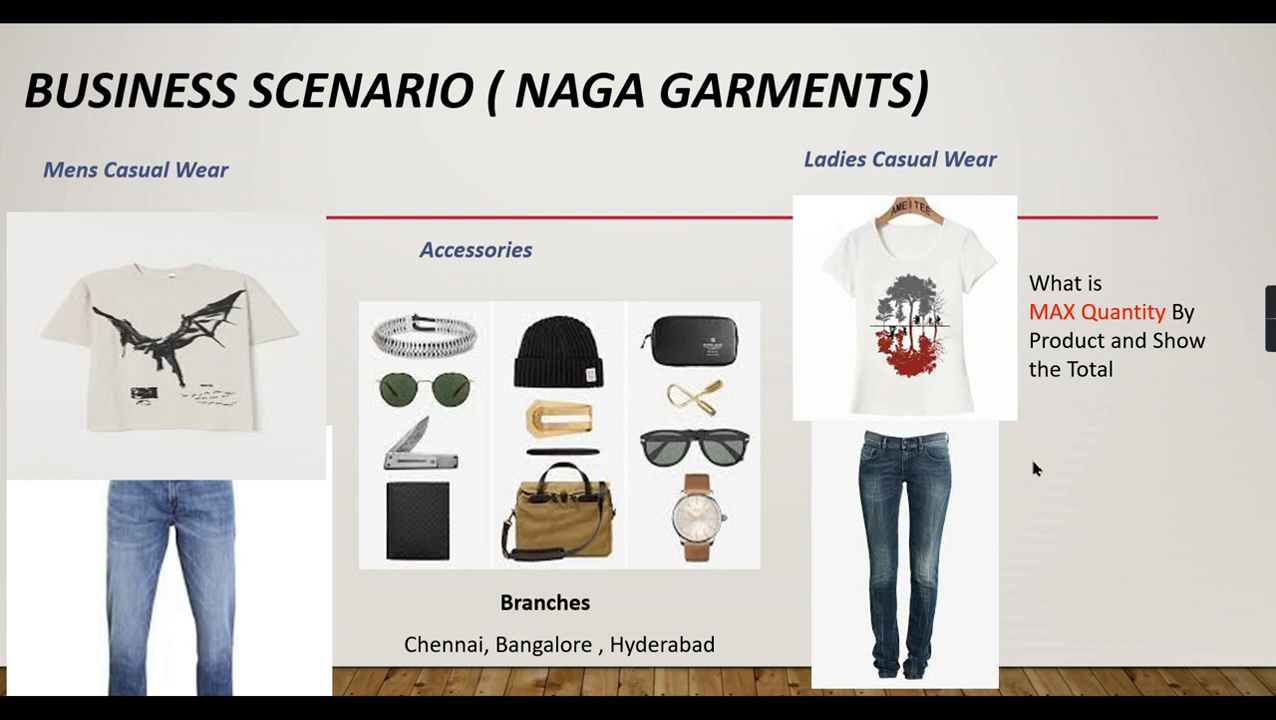 BUSINESS SCENARIO ( NAGA GARMENTS)
Mens Casual Wear
Ladies Casual Wear
Accessories
AMEITEE
What is
MAX Quantity By
Product and Show
the Total
Branches
Chennai, Bangalore , Hyderabad